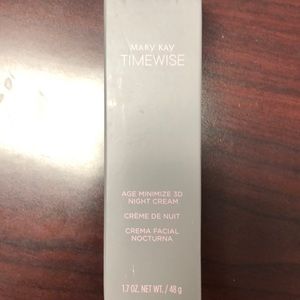 MARY KAY
TIMEWISE
AGE MINIMIZE 3D
NIGHT CREAM
CRÈME DE NUIT
CREMA FACIAL
NOCTURNA
1.7 OZ. NET WT. / 48 g